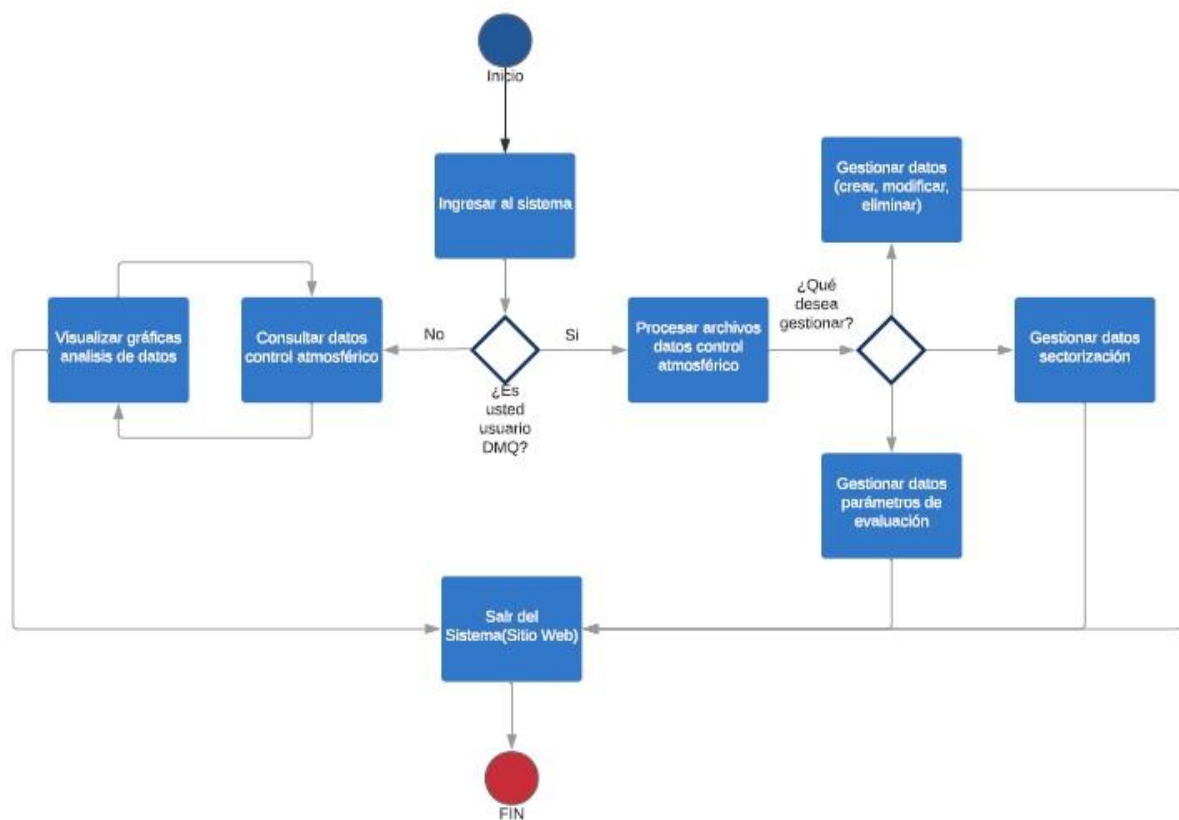 Inicio
Ingresar al sistema
Gestionar datos
(crear, modificar,
eliminar)
Visualizar gráficas
analisis de datos
Consultar datos
control atmosférico
No
Si
¿Es
usted
usuario
DMQ?
Procesar archivos
datos control
atmosférico
¿Qué
desea
gestionar?
Gestionar datos
sectorización
Gestionar datos
parámetros de
evaluación
Salr del
Sistema(Sitio Web)
FIN